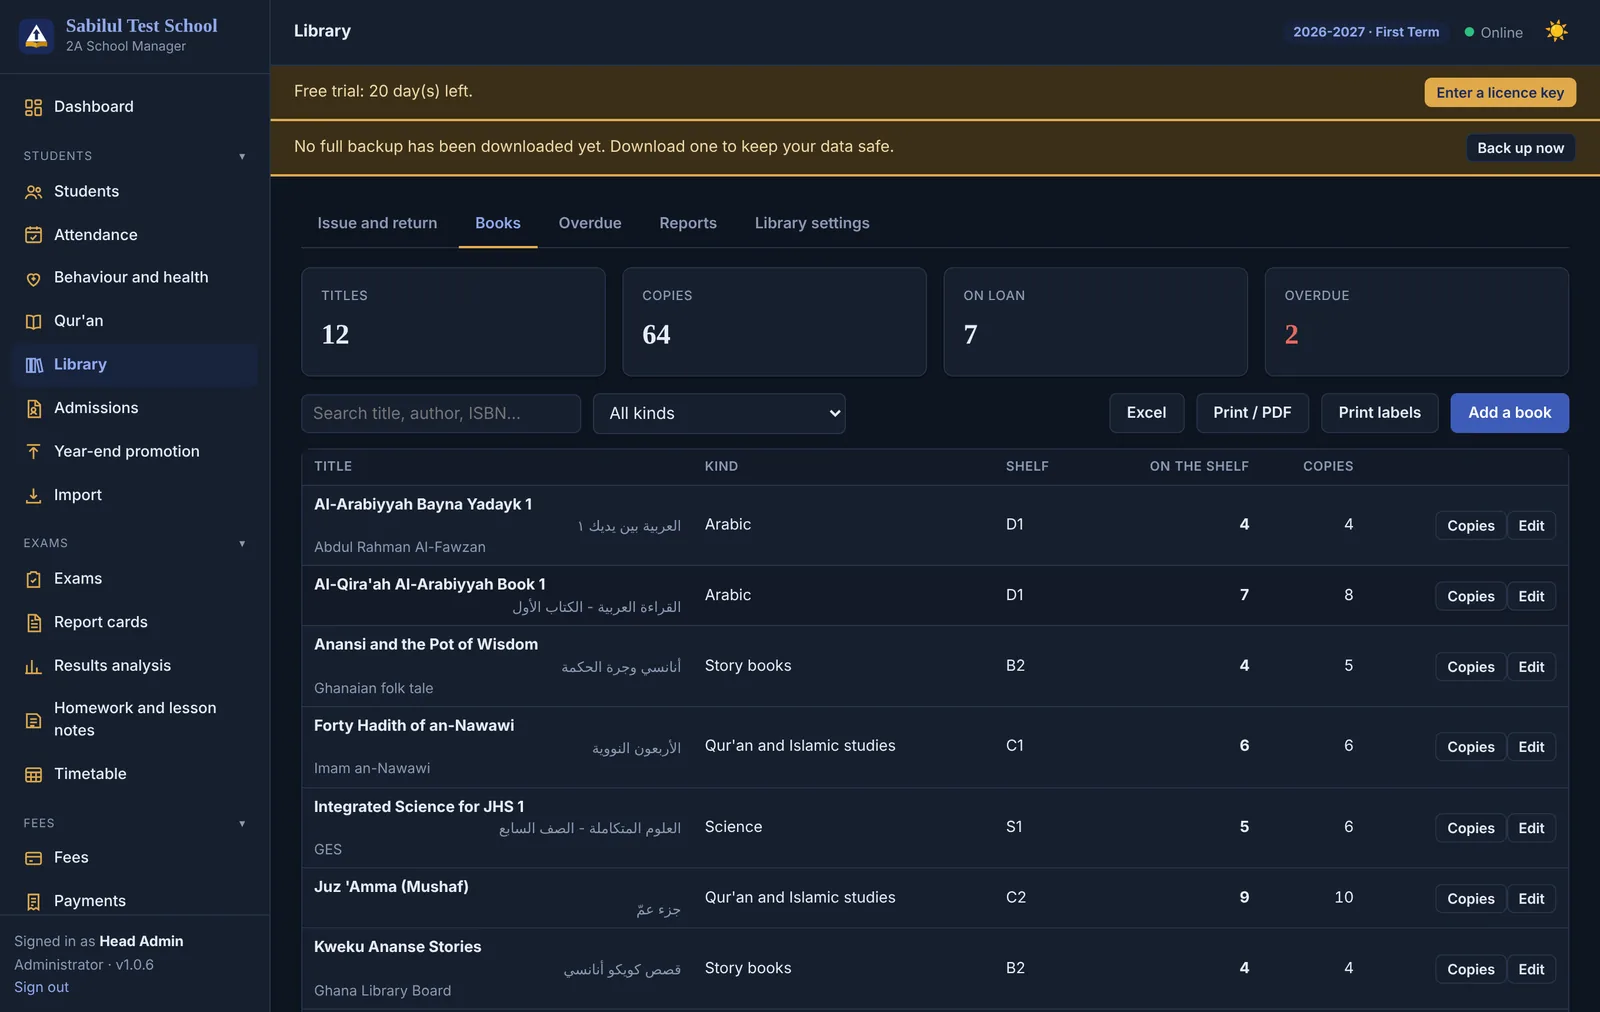 Sabilul Test School
2A School Manager
Dashboard
STUDENTS
Students
Attendance
Behaviour and health
Qur'an
Library
Admissions
Year-end promotion
Import
EXAMS
Exams
Report cards
Results analysis
Homework and lesson
notes
Timetable
FEES
Fees
Payments
Signed in as Head Admin
Administrator · v1.0.6
Sign out
Library
2026-2027 · First Term
Online
Free trial: 20 day(s) left.
Enter a licence key
No full backup has been downloaded yet. Download one to keep your data safe.
Back up now
Issue and return Books Overdue Reports Library settings
TITLES COPIES ON LOAN OVERDUE
12 64 7 2
Search title, author, ISBN... All kinds Excel Print / PDF Print labels Add a book
TITLE KIND SHELF ON THE SHELF COPIES
Al-Arabiyyah Bayna Yadayk 1
العربية بين يديك ١
Abdul Rahman Al-Fawzan
Arabic D1 4 4 Copies Edit
Al-Qira'ah Al-Arabiyyah Book 1
القراءة العربية - الكتاب الأول
Arabic D1 7 8 Copies Edit
Anansi and the Pot of Wisdom
أنانسي وجرة الحكمة
Ghanaian folk tale
Story books B2 4 5 Copies Edit
Forty Hadith of an-Nawawi
الأربعون النووية
Imam an-Nawawi
Qur'an and Islamic studies C1 6 6 Copies Edit
Integrated Science for JHS 1
العلوم المتكاملة - الصف السابع
GES
Science S1 5 6 Copies Edit
Juz 'Amma (Mushaf)
جزء عمّ
Qur'an and Islamic studies C2 9 10 Copies Edit
Kweku Ananse Stories
قصص كويكو أنانسي
Ghana Library Board
Story books B2 4 4 Copies Edit